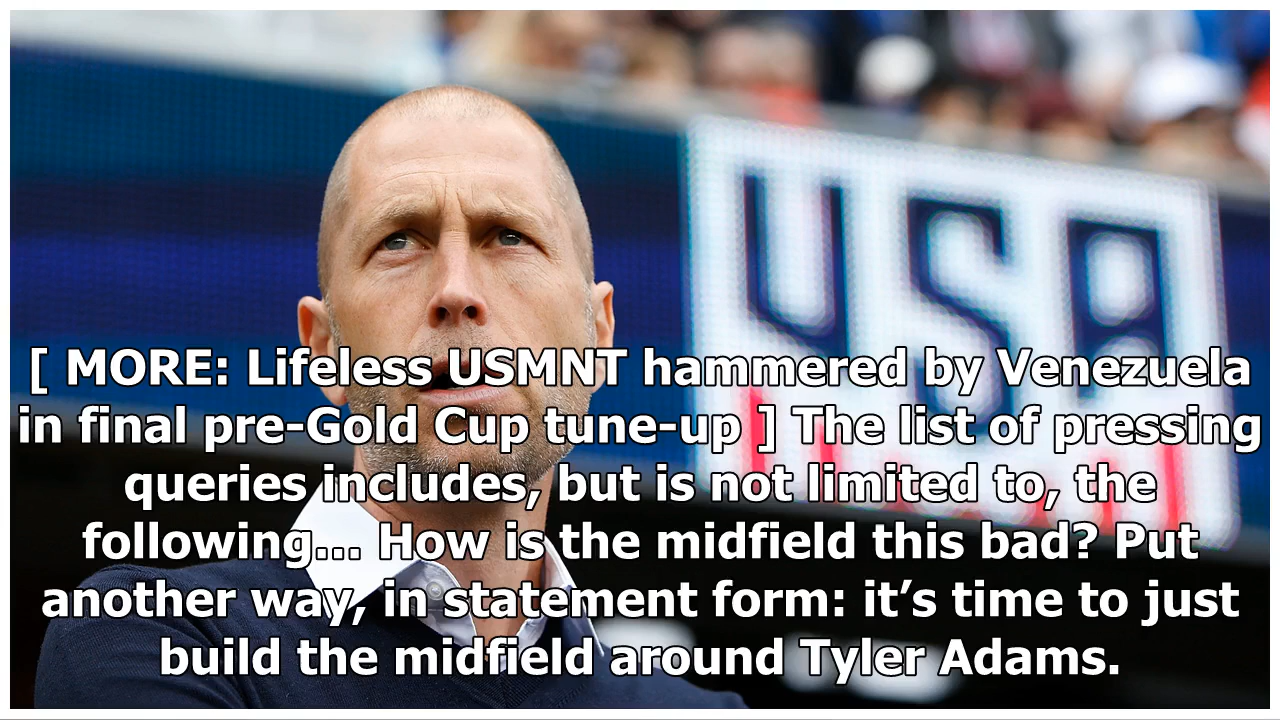 USA
[ MORE: Lifeless USMNT hammered by Venezuela
in final pre-Gold Cup tune-up ] The list of pressing
queries includes, but is not limited to, the
following... How is the midfield this bad? Put
another way, in statement form: it’s time to just
build the midfield around Tyler Adams.